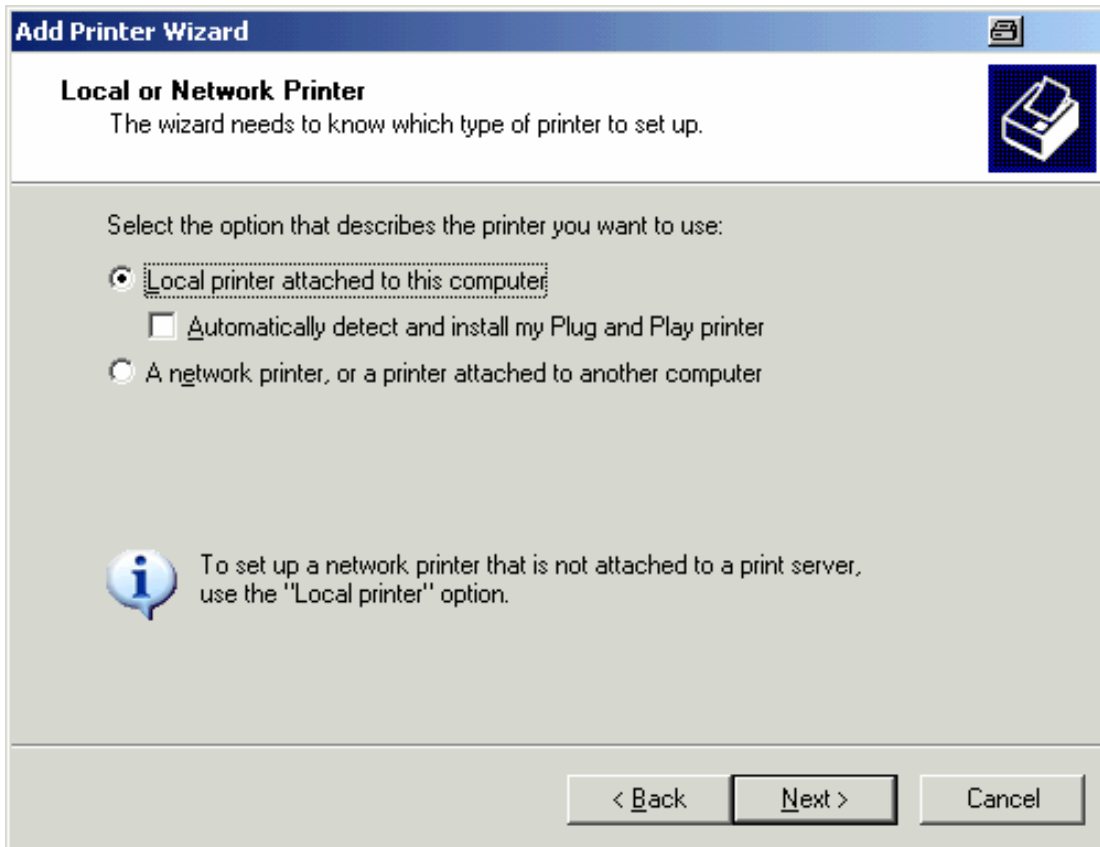 Add Printer Wizard
Local or Network Printer
The wizard needs to know which type of printer to set up.
Select the option that describes the printer you want to use:
Local printer attached to this computer
Automatically detect and install my Plug and Play printer
A network printer, or a printer attached to another computer
To set up a network printer that is not attached to a print server,
use the "Local printer" option.
< Back Next > Cancel